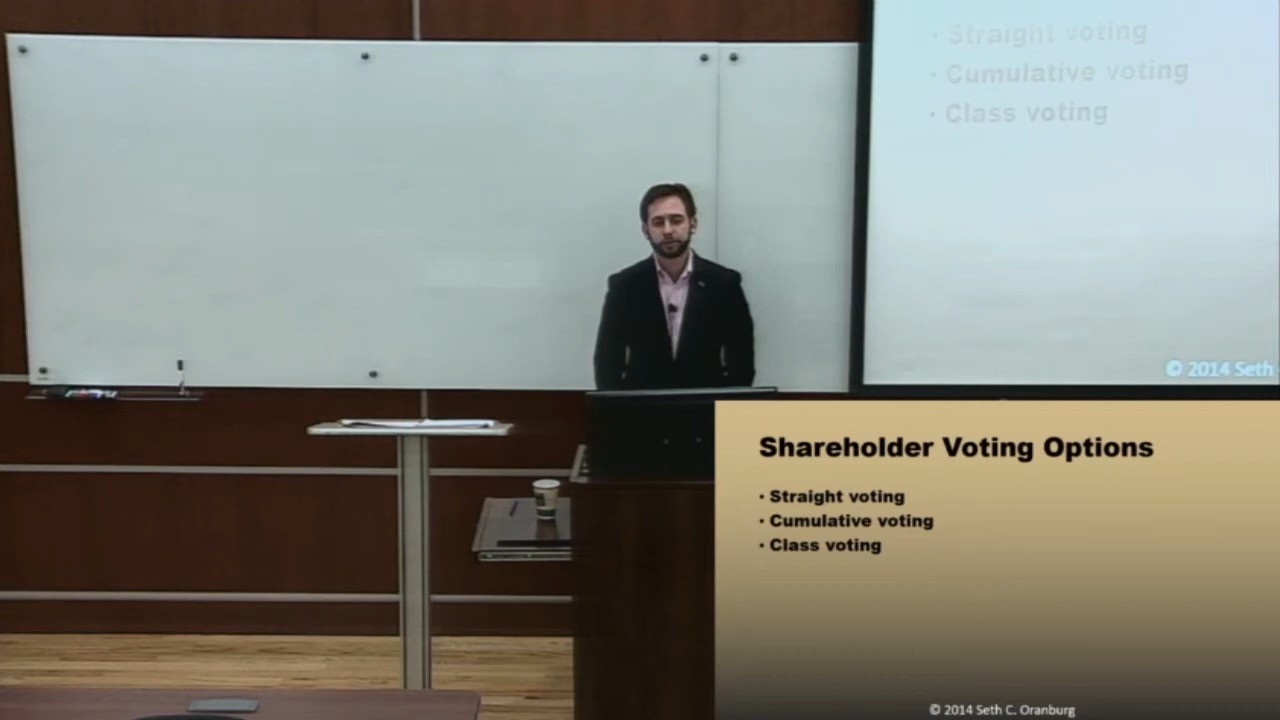 · Straight voting
· Cumulative voting
· Class voting
© 2014 Seth
Shareholder Voting Options
· Straight voting
· Cumulative voting
· Class voting
© 2014 Seth C. Oranburg